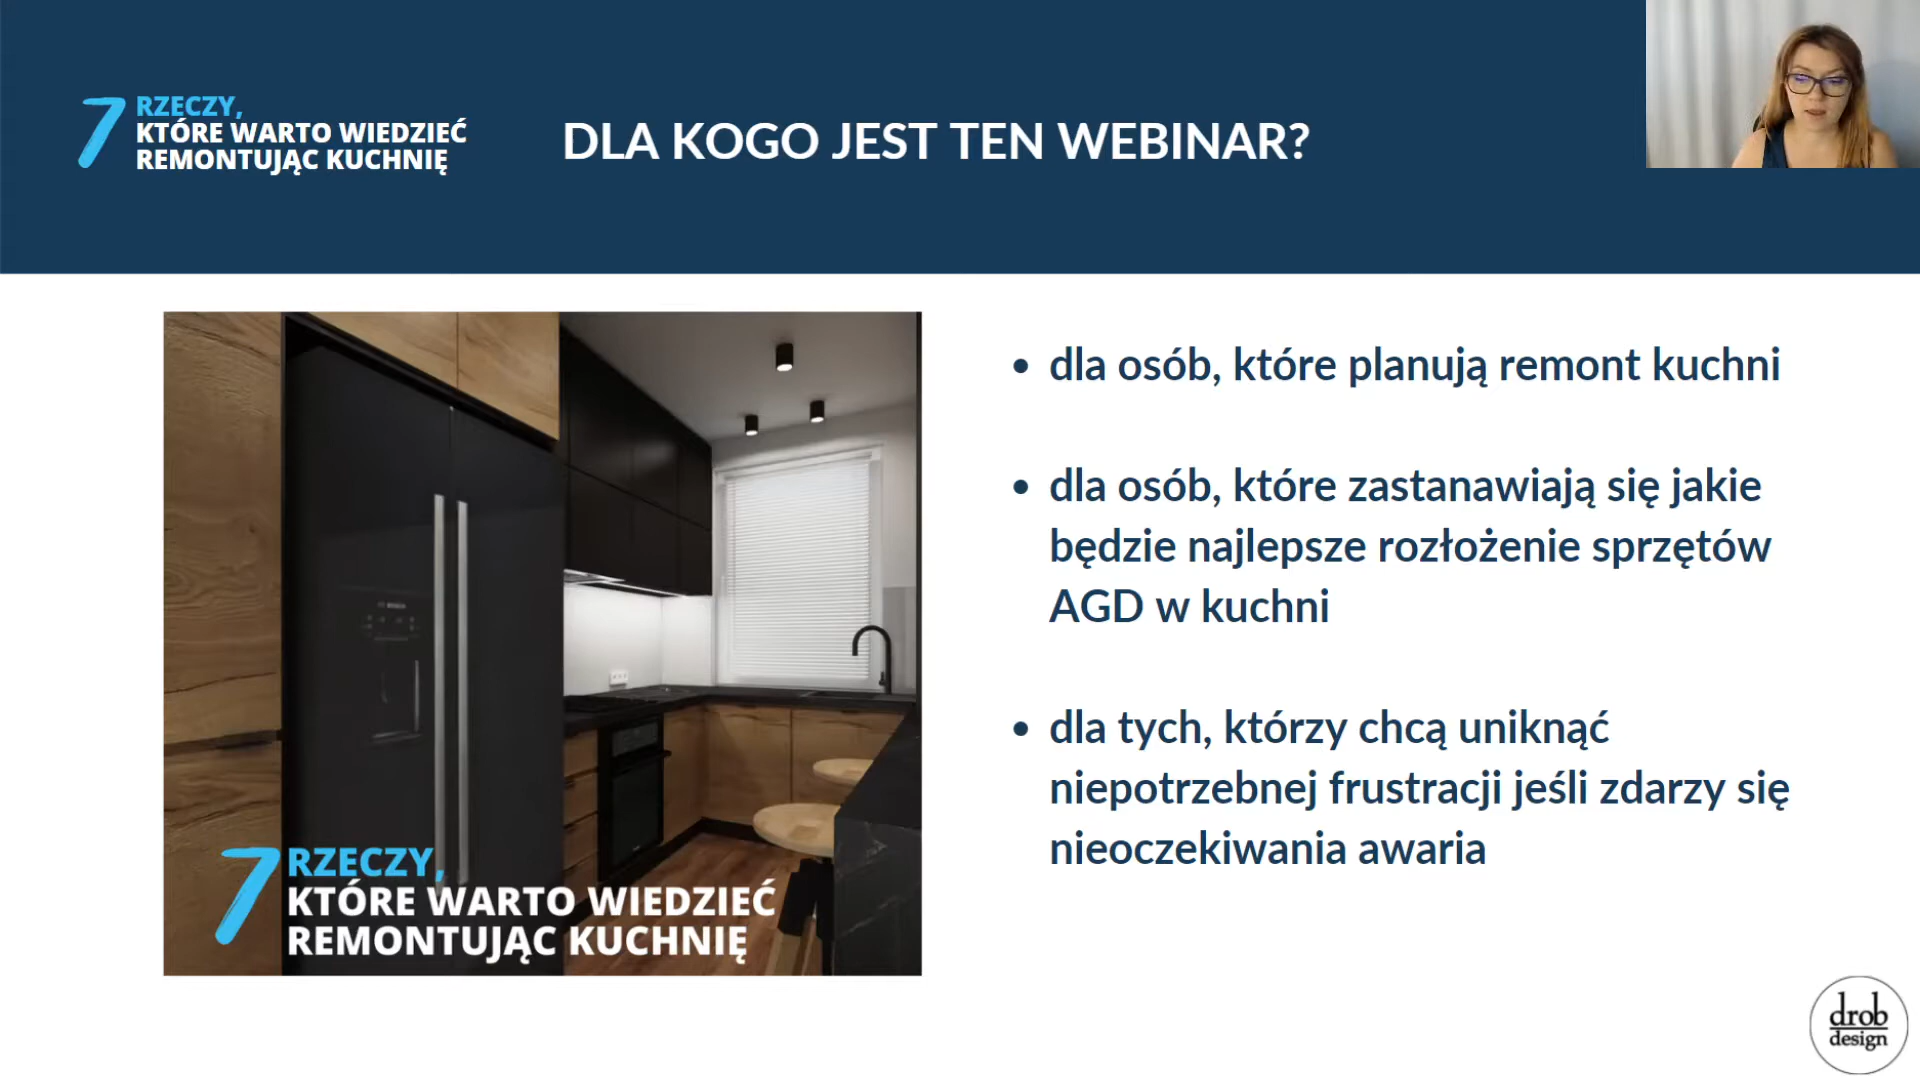 7 RZECZY,
KTÓRE WARTO WIEDZIEĆ
REMONTUJĄC KUCHNIĘ
DLA KOGO JEST TEN WEBINAR?
7 RZECZY,
KTÓRE WARTO WIEDZIEĆ
REMONTUJĄC KUCHNIĘ
• dla osób, które planują remont kuchni
• dla osób, które zastanawiają się jakie
będzie najlepsze rozłożenie sprzętów
AGD w kuchni
• dla tych, którzy chcą uniknąć
niepotrzebnej frustracji jeśli zdarzy się
nieoczekiwania awaria
drob
design